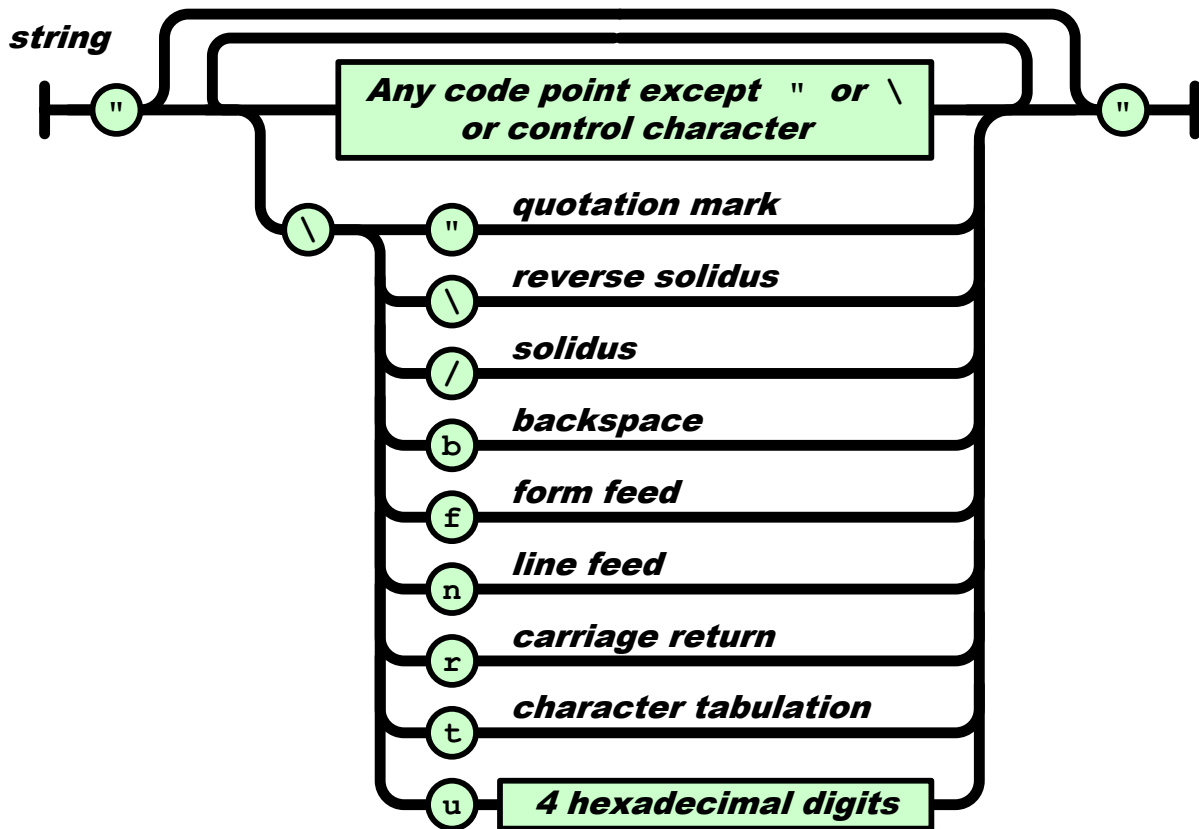 string
" Any code point except " or \ "
or control character
\ " quotation mark
\ reverse solidus
/ solidus
b backspace
f form feed
n line feed
r carriage return
t character tabulation
u 4 hexadecimal digits